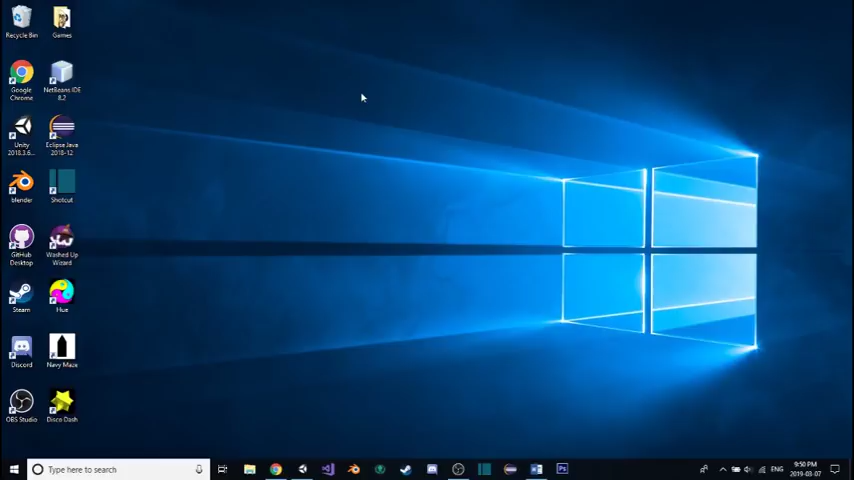 Recycle Bin
Games
Google
Chrome
NetBeans IDE
8.2
Unity
2018.3.6...
Eclipse Java
2018-12
blender
Shotcut
GitHub
Desktop
Washed Up
Wizard
Steam
Hue
Discord
Navy Maze
OBS Studio
Disco Dash
Type here to search
Ps
ENG
9:50 PM
2019-03-07